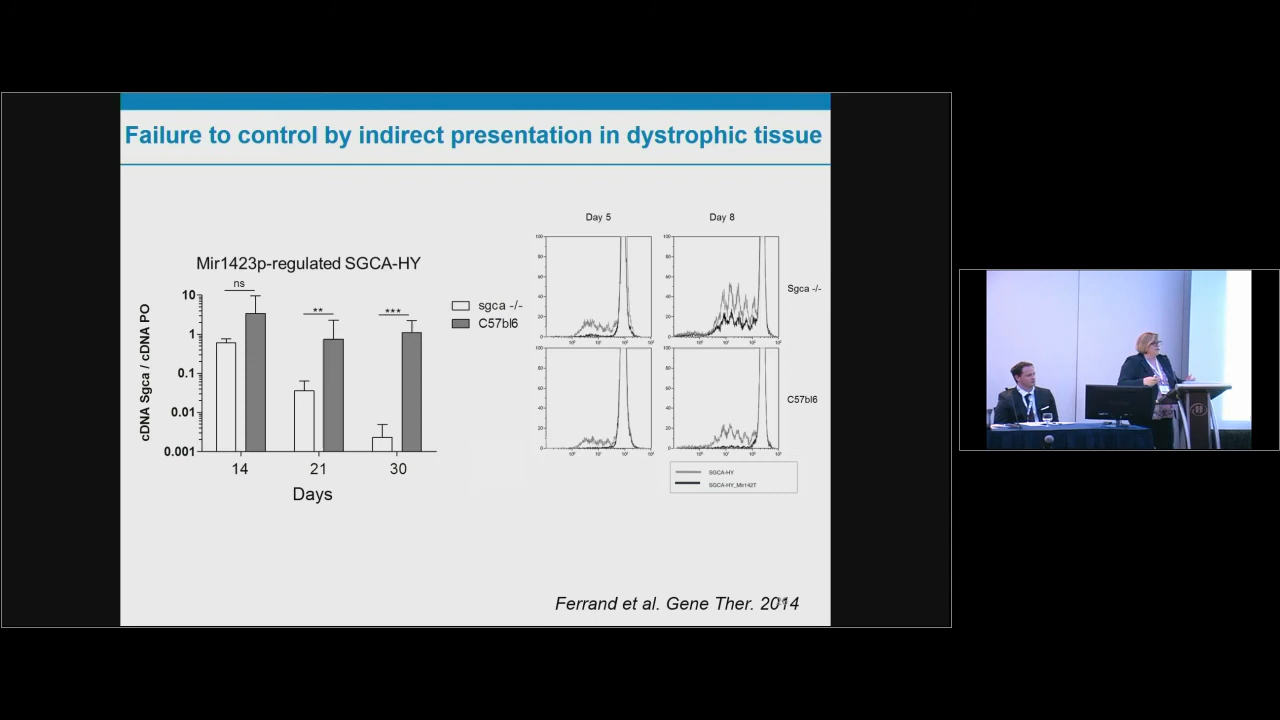 Failure to control by indirect presentation in dystrophic tissue
Mir1423p-regulated SGCA-HY
cDNA Sgca / cDNA PO
10
1
0.1
0.01
0.001
ns
**
***
14
21
30
Days
sgca -/-
C57bl6
Day 5
Day 8
Sgca -/-
C57bl6
SGCA-HY
SGCA-HY_Mir142T
Ferrand et al. Gene Ther. 2014